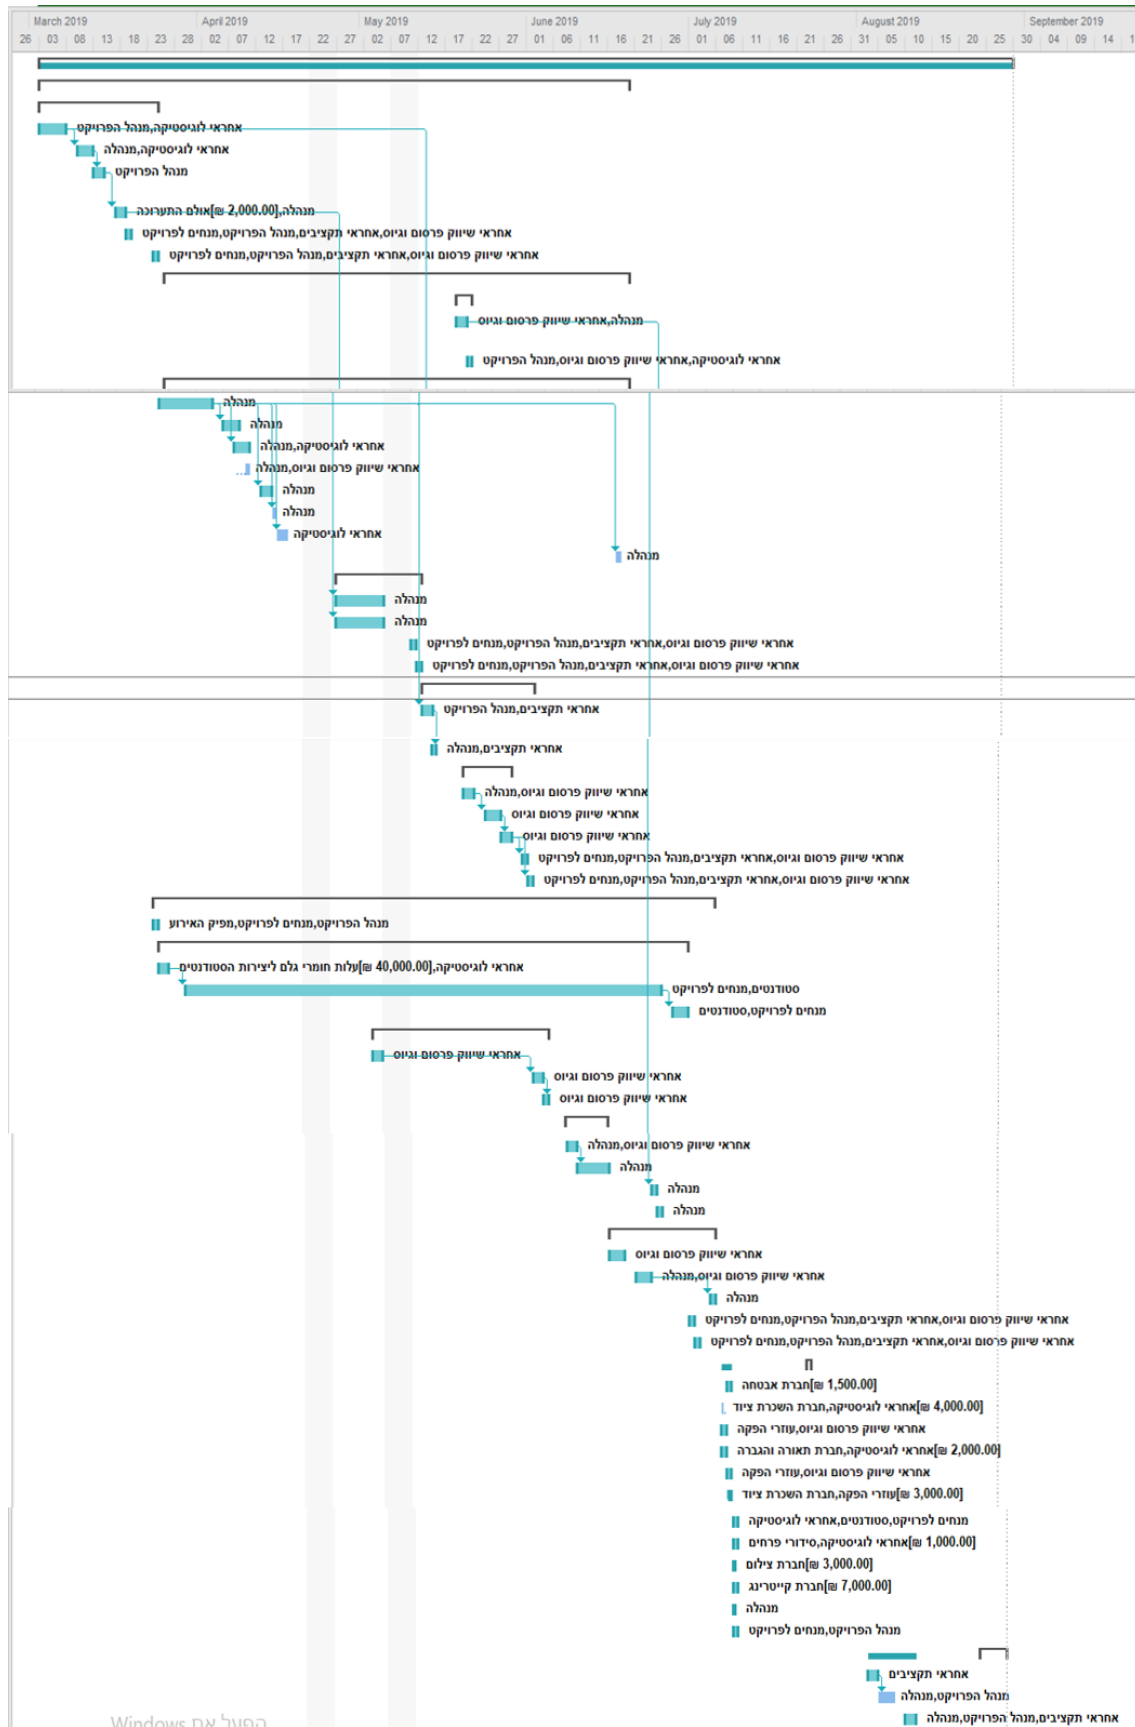 March 2019 April 2019 May 2019 June 2019 July 2019 August 2019 September 2019
26 03 08 13 18 23 28 02 07 12 17 22 27 02 07 12 17 22 27 01 06 11 16 21 26 01 06 11 16 21 26 31 05 10 15 20 25 30 04 09 14
אחראי לוגיסטיקה,מנהל הפרויקט
אחראי לוגיסטיקה,מנהלה
מנהל הפרויקט
מנהלה,[2,000.00 ₪]אולם התערוכה
אחראי שיווק פרסום וגיוס,אחראי תקציבים,מנהל הפרויקט,מנחים לפרויקט
אחראי שיווק פרסום וגיוס,אחראי תקציבים,מנהל הפרויקט,מנחים לפרויקט
מנהלה,אחראי שיווק פרסום וגיוס
אחראי לוגיסטיקה,אחראי שיווק פרסום וגיוס,מנהל הפרויקט
מנהלה
מנהלה
אחראי לוגיסטיקה,מנהלה
אחראי שיווק פרסום וגיוס,מנהלה
מנהלה
מנהלה
אחראי לוגיסטיקה
מנהלה
מנהלה
מנהלה
אחראי שיווק פרסום וגיוס,אחראי תקציבים,מנהל הפרויקט,מנחים לפרויקט
אחראי שיווק פרסום וגיוס,אחראי תקציבים,מנהל הפרויקט,מנחים לפרויקט
אחראי תקציבים,מנהל הפרויקט
אחראי תקציבים,מנהלה
אחראי שיווק פרסום וגיוס,מנהלה
אחראי שיווק פרסום וגיוס
אחראי שיווק פרסום וגיוס
אחראי שיווק פרסום וגיוס,אחראי תקציבים,מנהל הפרויקט,מנחים לפרויקט
אחראי שיווק פרסום וגיוס,אחראי תקציבים,מנהל הפרויקט,מנחים לפרויקט
מנהל הפרויקט,מנחים לפרויקט,מפיק האירוע
אחראי לוגיסטיקה,[40,000.00 ₪]עלות חומרי גלם ליצירות הסטודנטים
סטודנטים,מנחים לפרויקט
מנחים לפרויקט,סטודנטים
אחראי שיווק פרסום וגיוס
אחראי שיווק פרסום וגיוס
אחראי שיווק פרסום וגיוס
אחראי שיווק פרסום וגיוס,מנהלה
מנהלה
מנהלה
מנהלה
אחראי שיווק פרסום וגיוס
אחראי שיווק פרסום וגיוס,מנהלה
מנהלה
אחראי שיווק פרסום וגיוס,אחראי תקציבים,מנהל הפרויקט,מנחים לפרויקט
אחראי שיווק פרסום וגיוס,אחראי תקציבים,מנהל הפרויקט,מנחים לפרויקט
[1,500.00 ₪]חברת אבטחה
[4,000.00 ₪]אחראי לוגיסטיקה,חברת השכרת ציוד
אחראי שיווק פרסום וגיוס,עוזרי הפקה
[2,000.00 ₪]אחראי לוגיסטיקה,חברת תאורה והגברה
אחראי שיווק פרסום וגיוס,עוזרי הפקה
[3,000.00 ₪]עוזרי הפקה,חברת השכרת ציוד
מנחים לפרויקט,סטודנטים,אחראי לוגיסטיקה
[1,000.00 ₪]אחראי לוגיסטיקה,סידורי פרחים
[3,000.00 ₪]חברת צילום
[7,000.00 ₪]חברת קייטרינג
מנהלה
מנהל הפרויקט,מנחים לפרויקט
אחראי תקציבים
מנהל הפרויקט,מנהלה
אחראי תקציבים,מנהל הפרויקט,מנהלה
הפעל את Windows